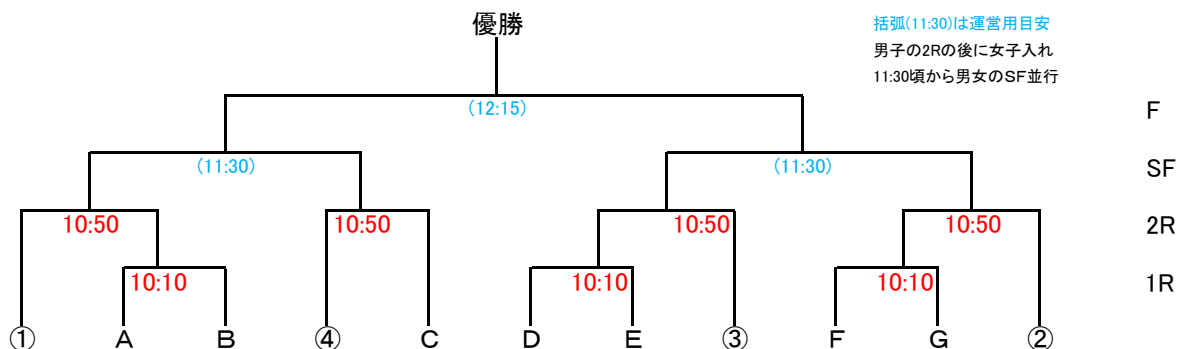 優勝
括弧(11:30)は運営用目安
男子の2Rの後に女子入れ
11:30頃から男女のSF並行
(12:15)
F
(11:30)
(11:30)
SF
10:50
10:50
10:50
10:50
2R
10:10
10:10
10:10
1R
①
A
B
④
C
D
E
③
F
G
②